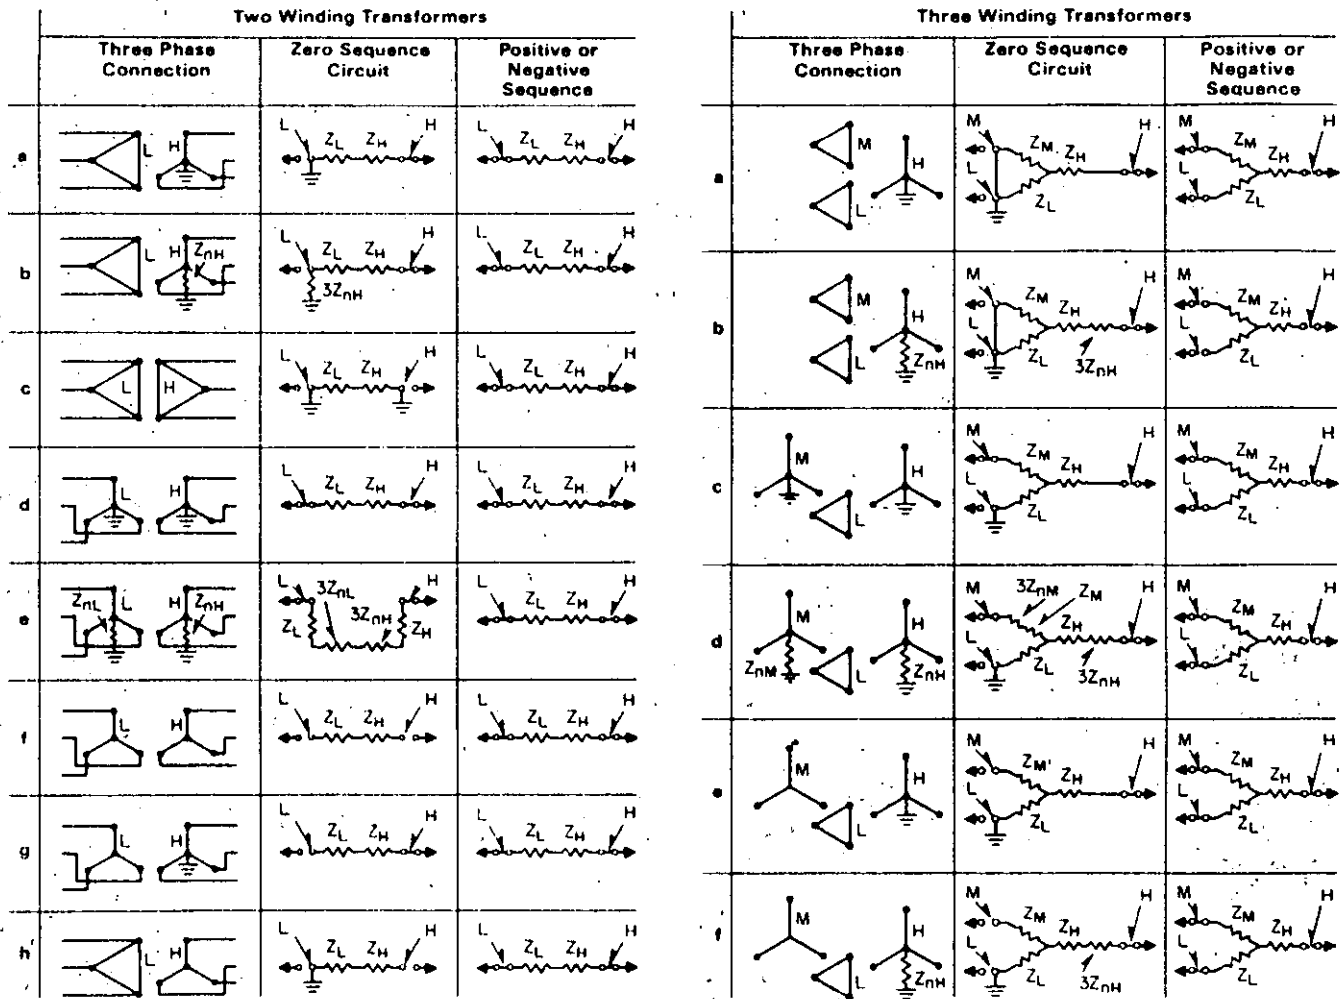 Two Winding Transformers
Three Phase Connection
Zero Sequence Circuit
Positive or Negative Sequence
a
L H
L ZL ZH H
L ZL ZH H
b
L H ZnH
L ZL ZH H
3ZnH
L ZL ZH H
c
L H
L ZL ZH H
L ZL ZH H
d
L H
L ZL ZH H
L ZL ZH H
e
ZnL L H ZnH
L 3ZnL H
ZL 3ZnH ZH
L ZL ZH H
f
L H
L ZL ZH H
L ZL ZH H
g
L H
L ZL ZH H
L ZL ZH H
h
L H
L ZL ZH H
L ZL ZH H
Three Winding Transformers
Three Phase Connection
Zero Sequence Circuit
Positive or Negative Sequence
a
M H
L
M ZM ZH H
L ZL
M ZM ZH H
L ZL
b
M H
L ZnH
M ZM ZH H
L ZL 3ZnH
M ZM ZH H
L ZL
c
M H
L
M ZM ZH H
L ZL
M ZM ZH H
L ZL
d
M H
ZnM L ZnH
M 3ZnM ZM H
ZH
L ZL 3ZnH
M ZM ZH H
L ZL
e
M H
L
M ZM' ZH H
L ZL
M ZM ZH H
L ZL
f
M H
L ZnH
M ZM ZH H
L ZL 3ZnH
M ZM ZH H
L ZL